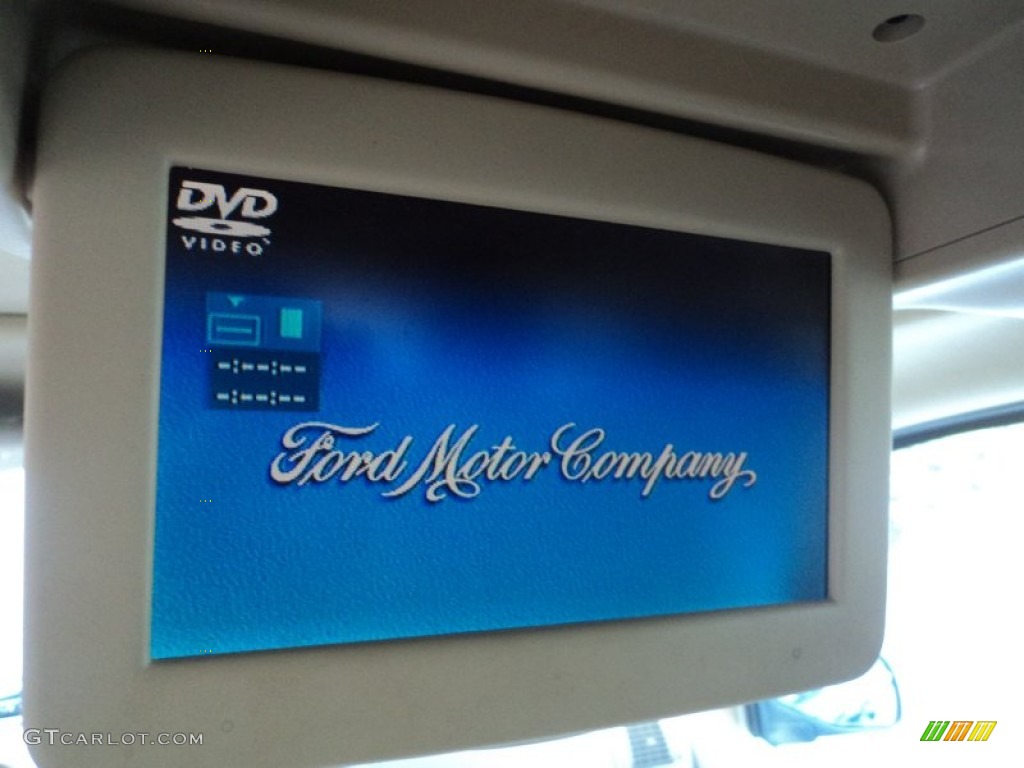 DVD
VIDEO
-:--:--
-:--:--
Ford Motor Company
GTCARLOT.COM